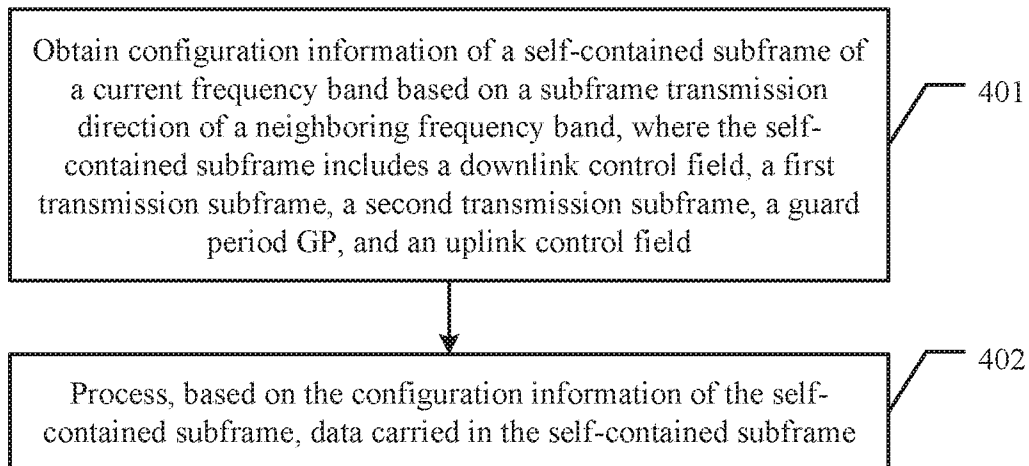 Obtain configuration information of a self-contained subframe of
a current frequency band based on a subframe transmission
direction of a neighboring frequency band, where the self-
contained subframe includes a downlink control field, a first
transmission subframe, a second transmission subframe, a guard
period GP, and an uplink control field
401
Process, based on the configuration information of the self-
contained subframe, data carried in the self-contained subframe
402